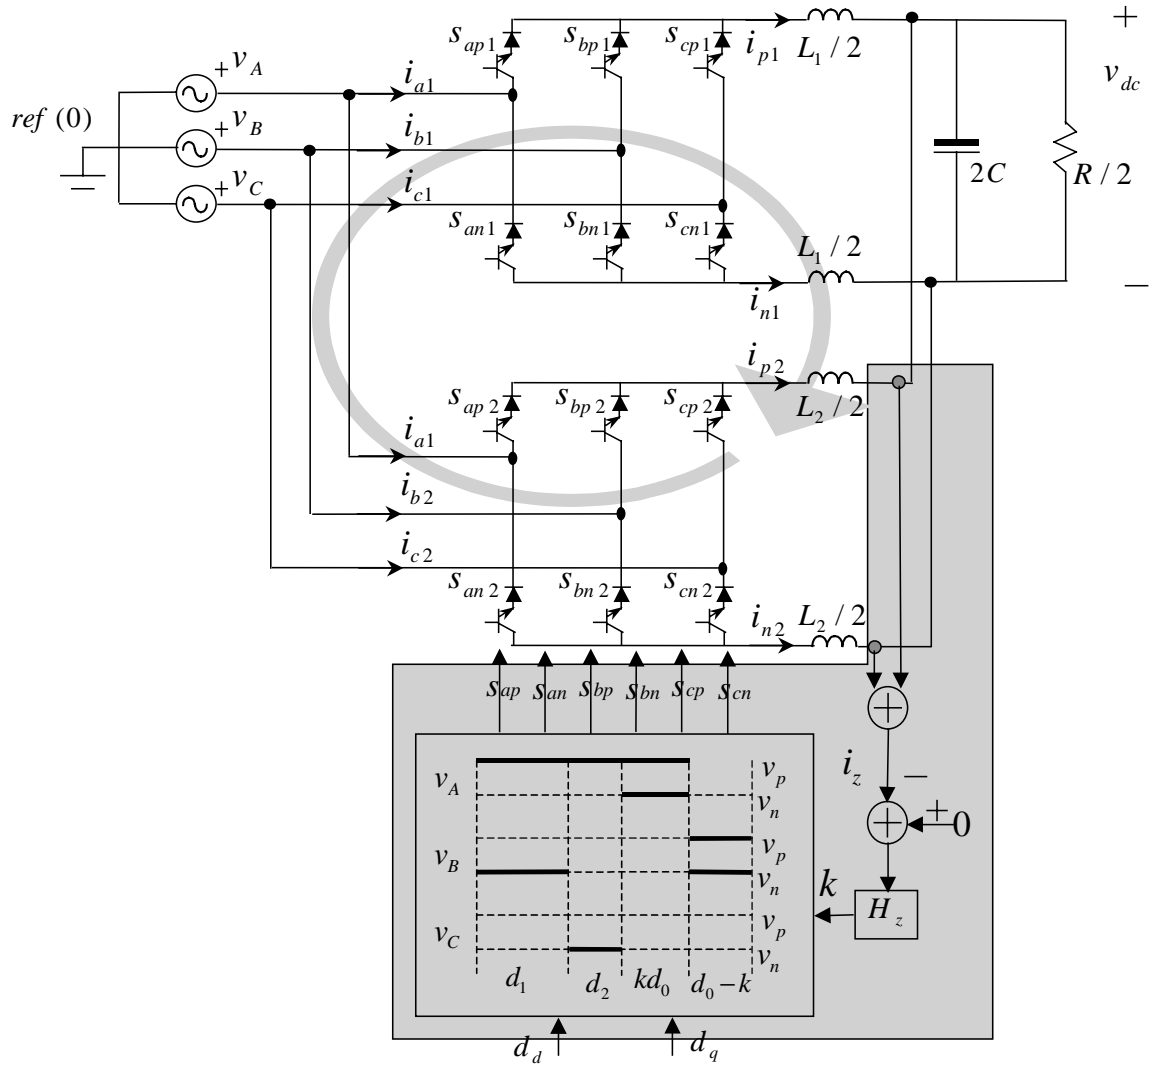 s_ap1 s_bp1 s_cp1 i_p1 L_1 / 2 +
v_dc
+ v_A i_a1
ref (0)
+ v_B i_b1
2C R / 2
+ v_C i_c1
s_an1 s_bn1 s_cn1 L_1 / 2
i_n1 −
i_p2
s_ap2 s_bp2 s_cp2 L_2 / 2
i_a1
i_b2
i_c2
s_an2 s_bn2 s_cn2 i_n2 L_2 / 2
s_ap s_an s_bp s_bn s_cp s_cn
+
i_z −
+ + 0
k H_z
v_A v_p
v_n
v_B v_p
v_n
v_C v_p
v_n
d_1 d_2 kd_0 d_0 − k
d_d d_q